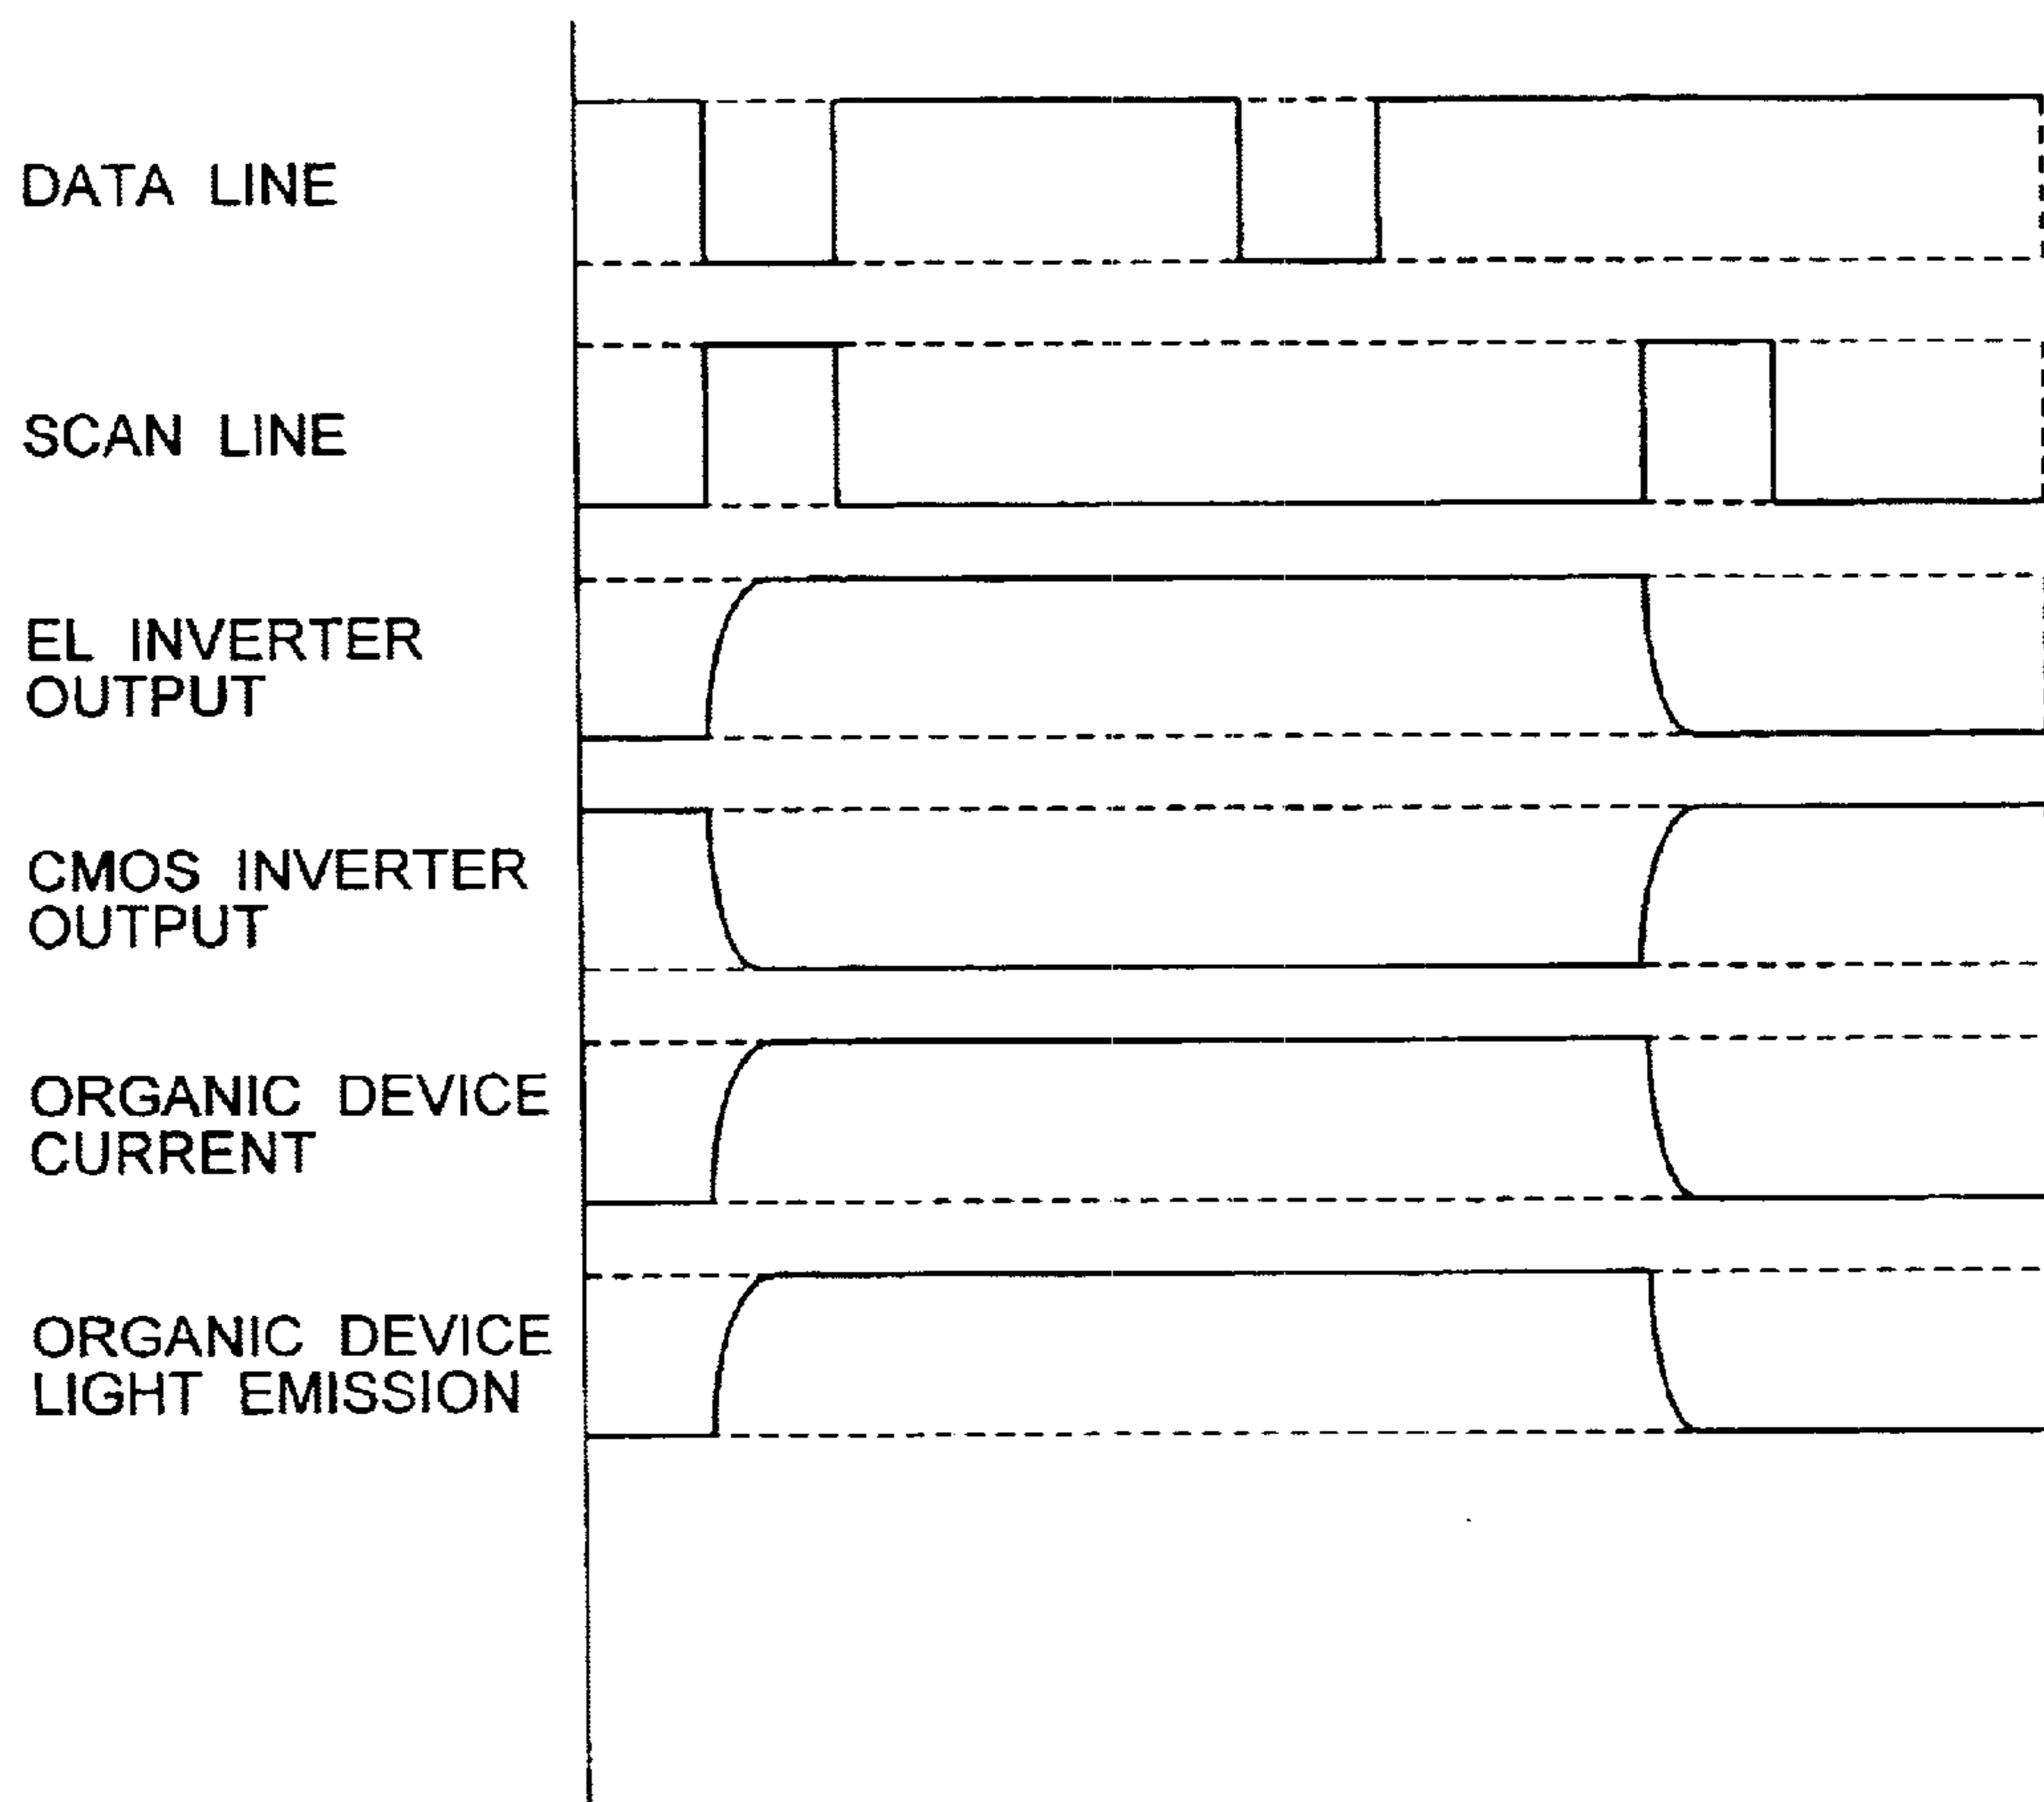 DATA LINE
SCAN LINE
EL INVERTER
OUTPUT
CMOS INVERTER
OUTPUT
ORGANIC DEVICE
CURRENT
ORGANIC DEVICE
LIGHT EMISSION